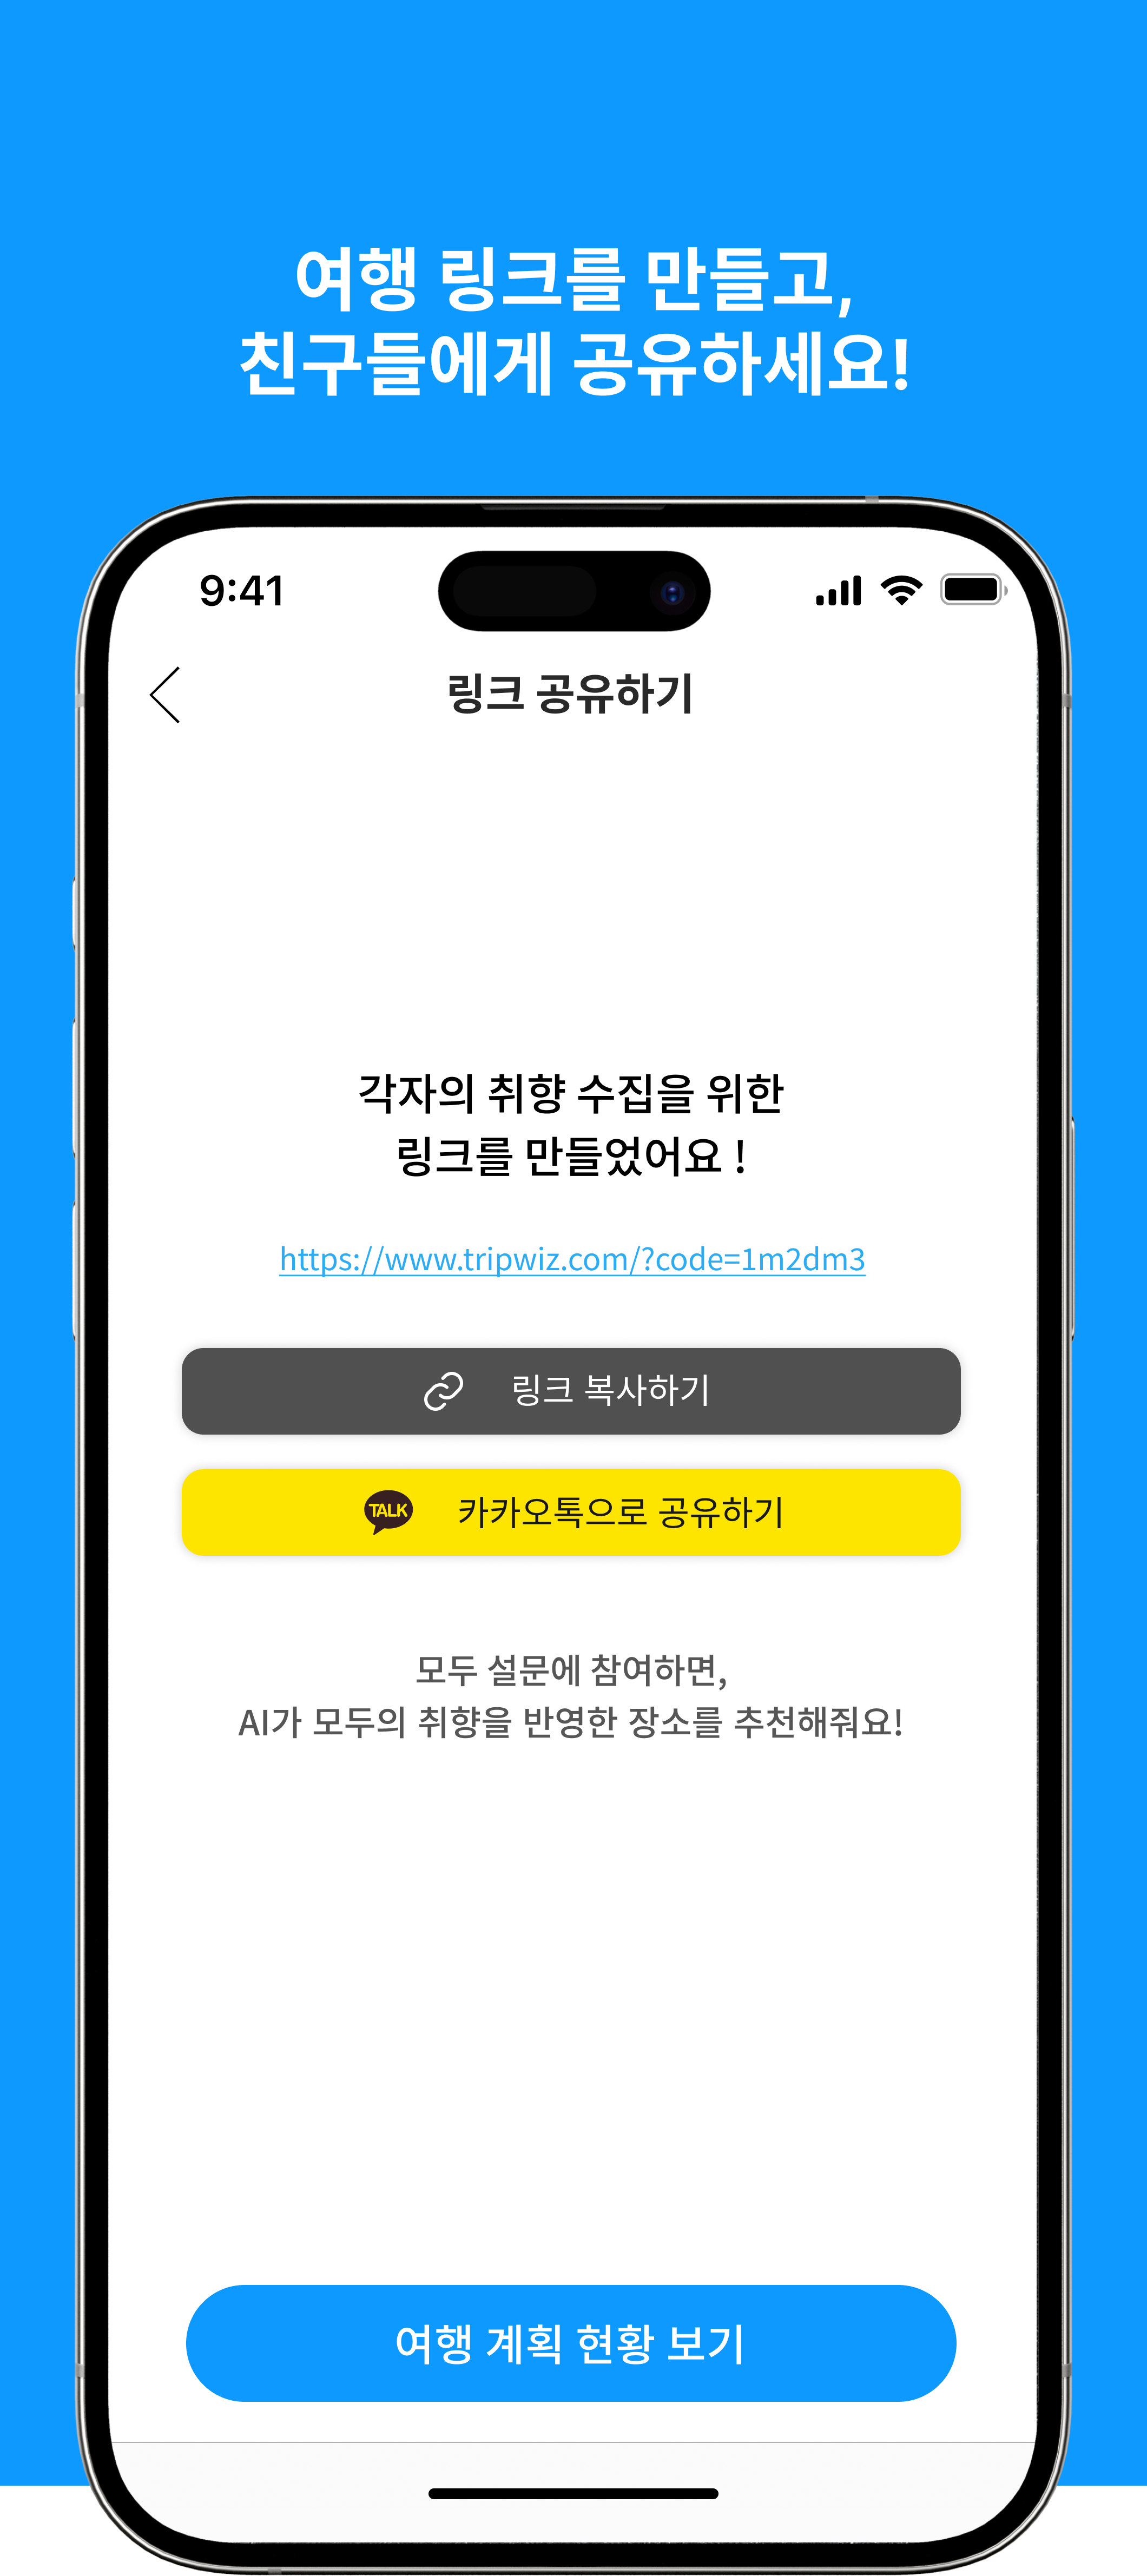 여행 링크를 만들고,
친구들에게 공유하세요!
9:41
링크 공유하기
각자의 취향 수집을 위한
링크를 만들었어요 !
https://www.tripwiz.com/?code=1m2dm3
링크 복사하기
TALK 카카오톡으로 공유하기
모두 설문에 참여하면,
AI가 모두의 취향을 반영한 장소를 추천해줘요!
여행 계획 현황 보기